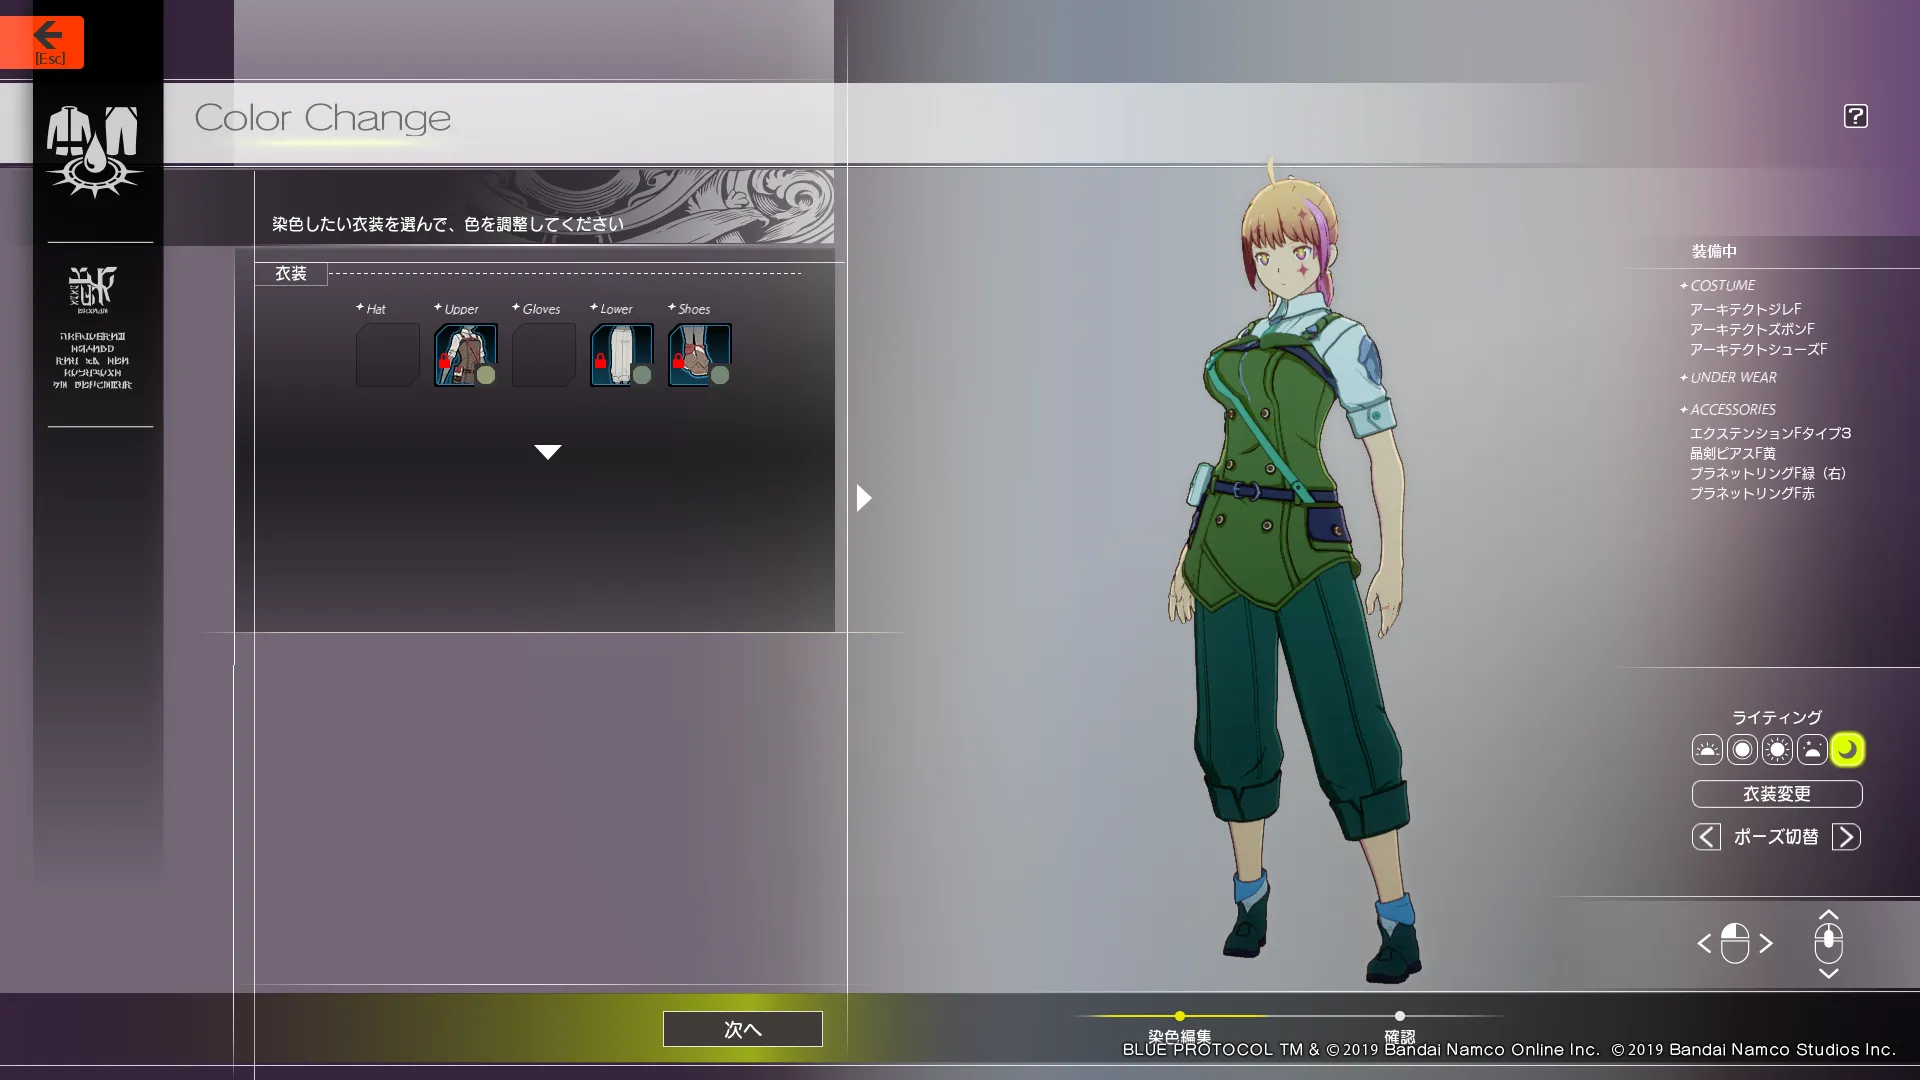 [Esc]
Color Change
?
染色したい衣装を選んで、色を調整してください
衣装
Hat
Upper
Gloves
Lower
Shoes
装備中
COSTUME
アーキテクトジレF
アーキテクトズボンF
アーキテクトシューズF
UNDER WEAR
ACCESSORIES
エクステンションFタイプ3
晶剣ピアスF黄
プラネットリングF緑（右）
プラネットリングF赤
ライティング
衣装変更
ポーズ切替
次へ
染色編集
確認
BLUE PROTOCOL TM & ©2019 Bandai Namco Online Inc. ©2019 Bandai Namco Studios Inc.